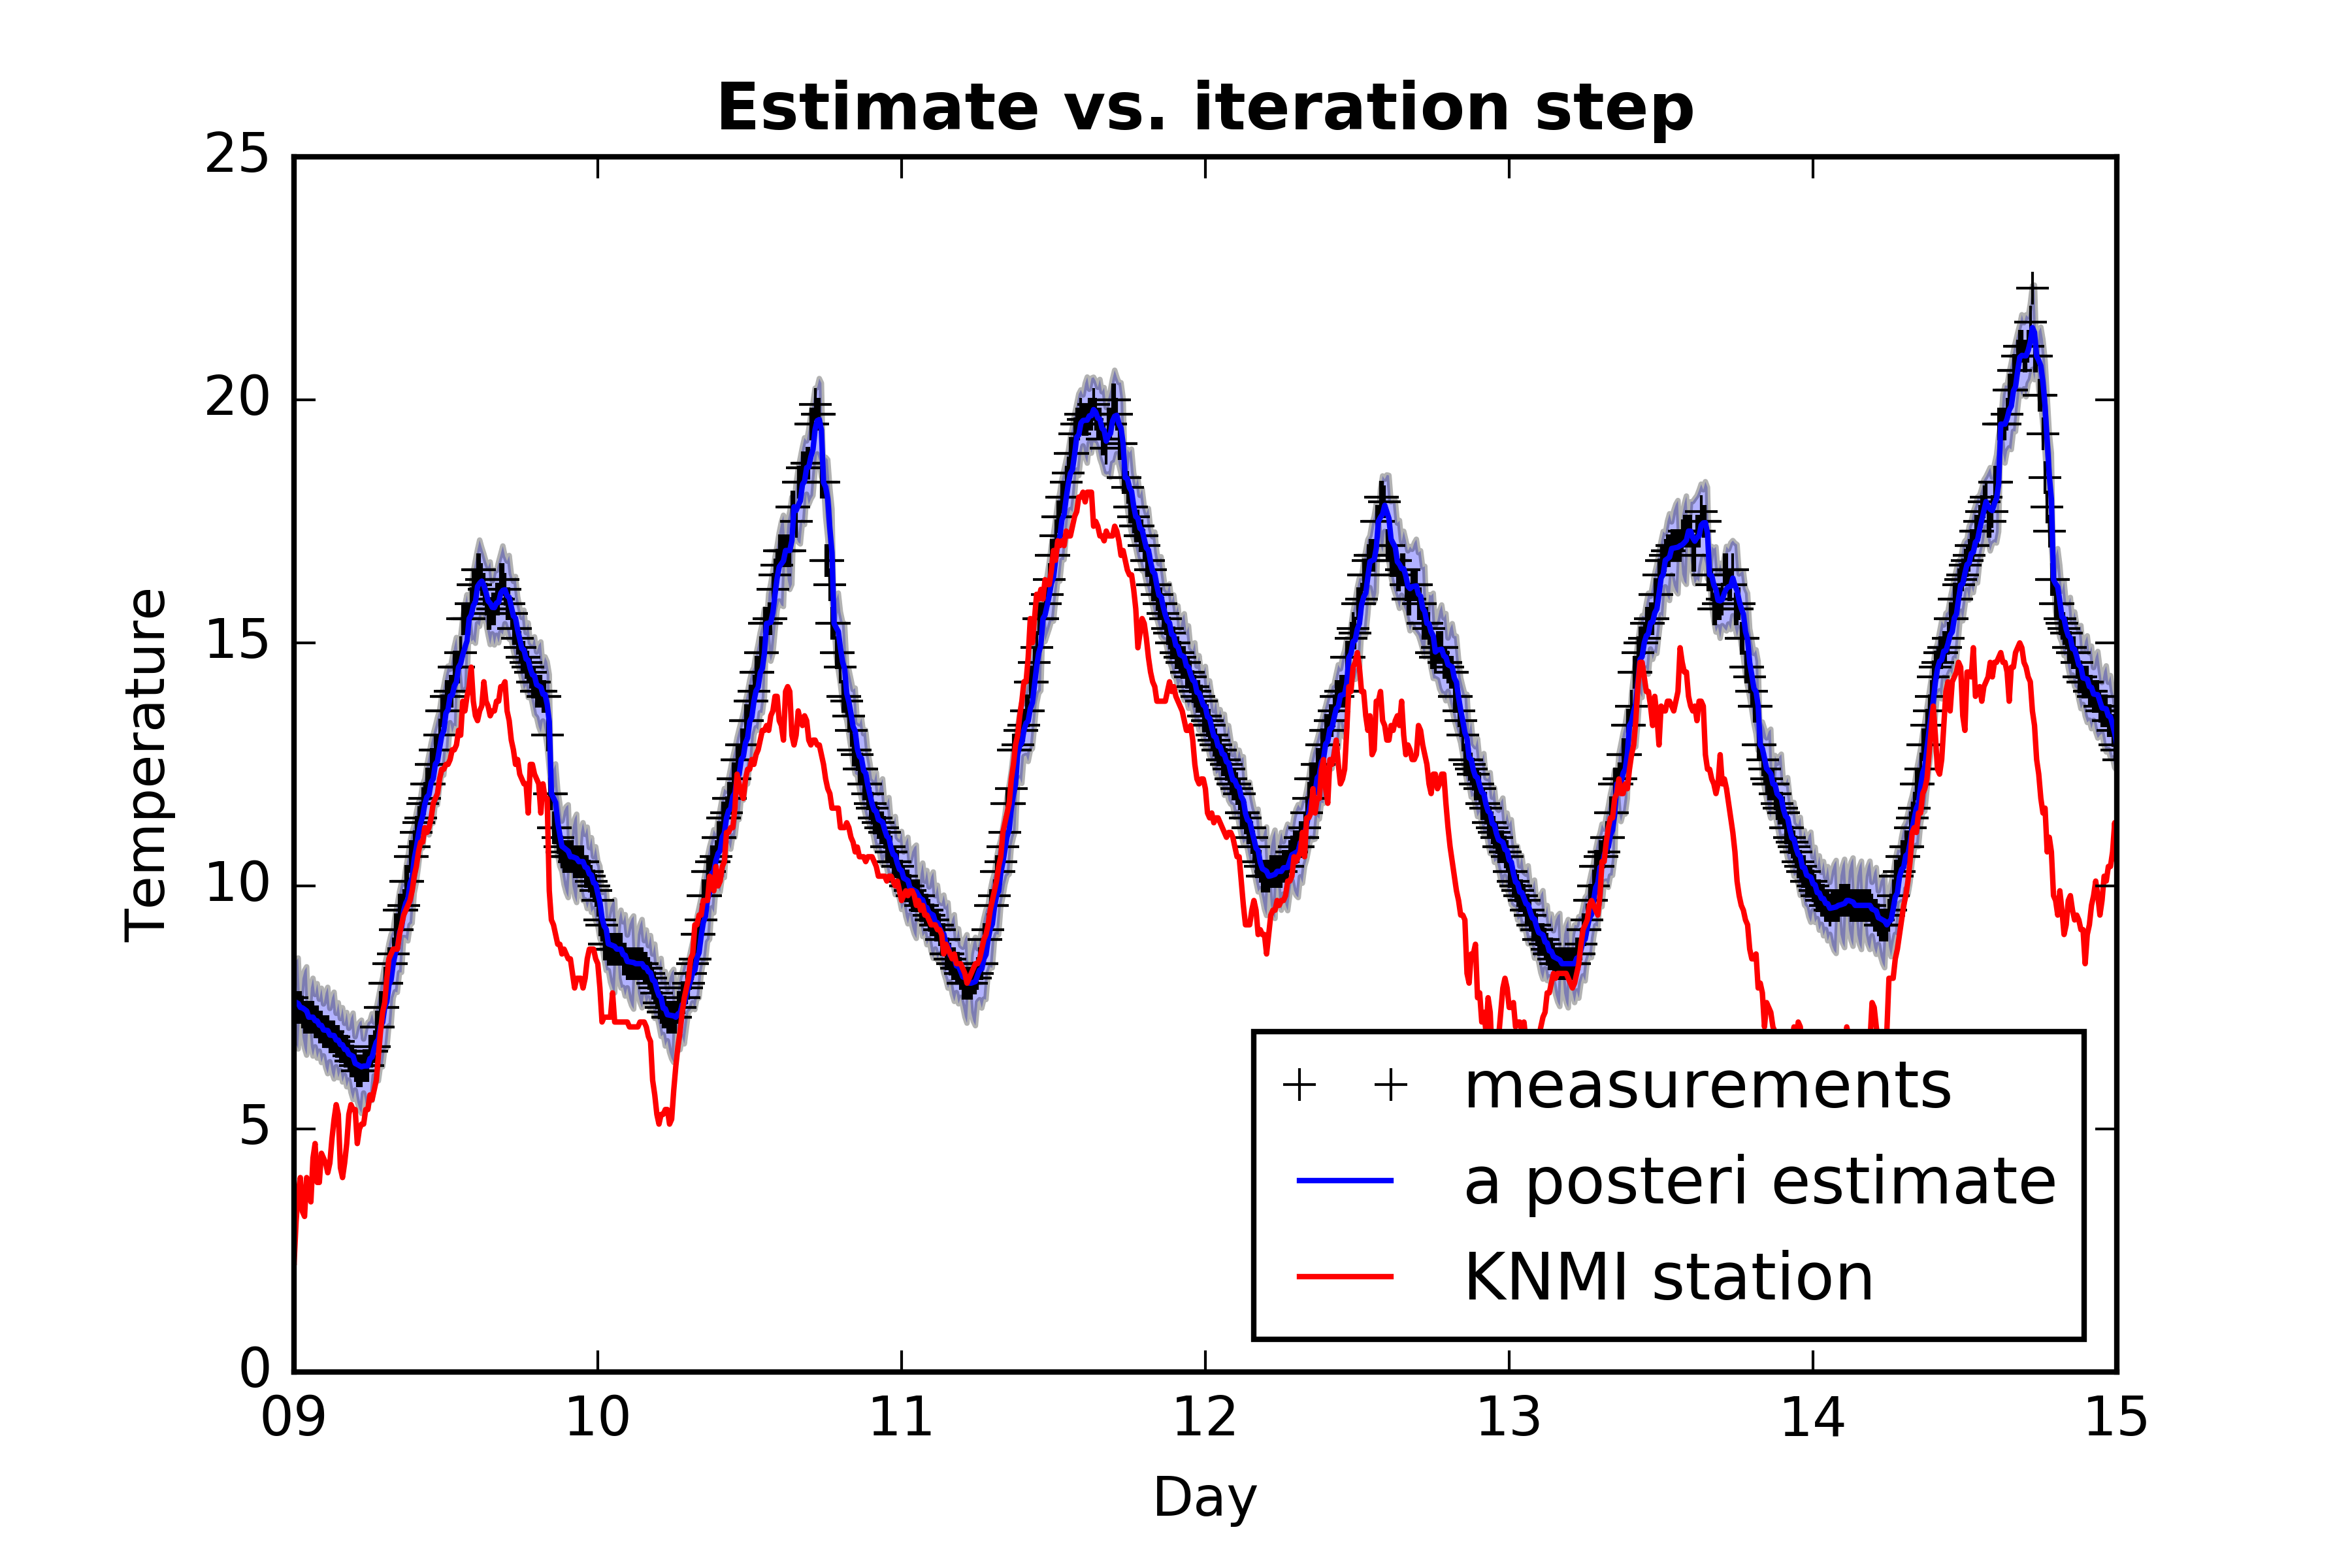 Estimate vs. iteration step
25
20
15
10
5
0
Temperature
09 10 11 12 13 14 15
Day
measurements
a posteri estimate
KNMI station